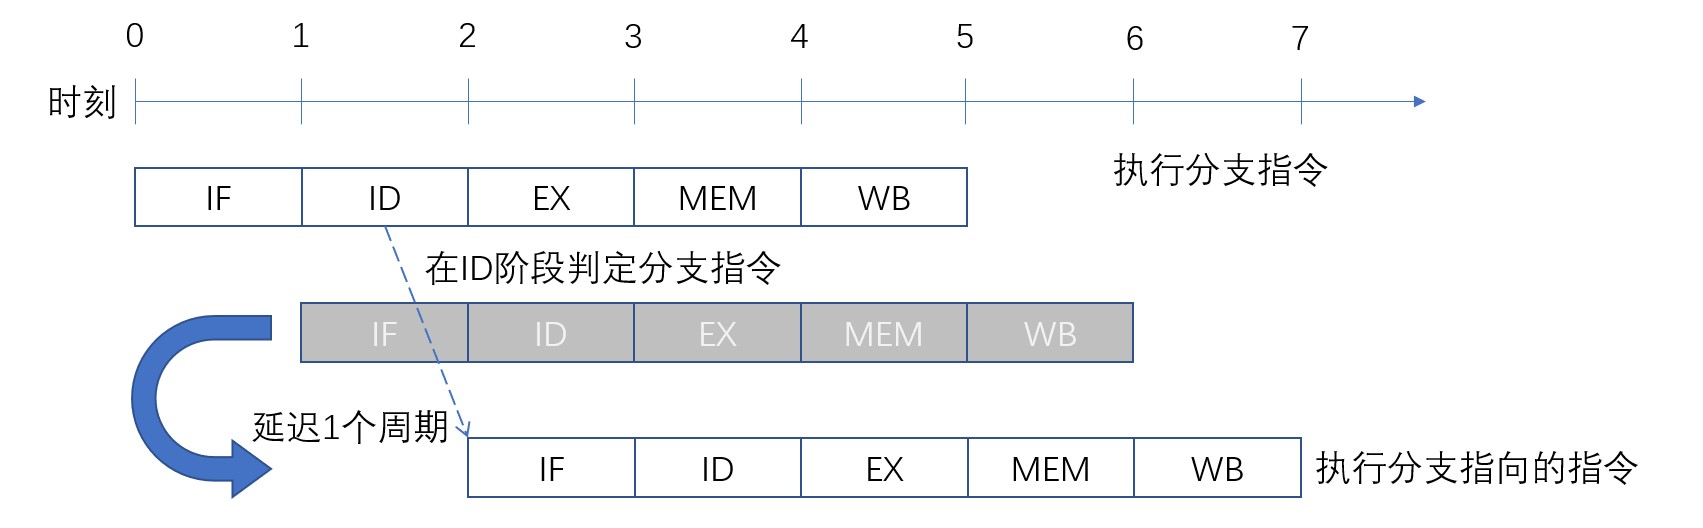 0 1 2 3 4 5 6 7
时刻
执行分支指令
IF ID EX MEM WB
在ID阶段判定分支指令
IF ID EX MEM WB
延迟1个周期
IF ID EX MEM WB 执行分支指向的指令